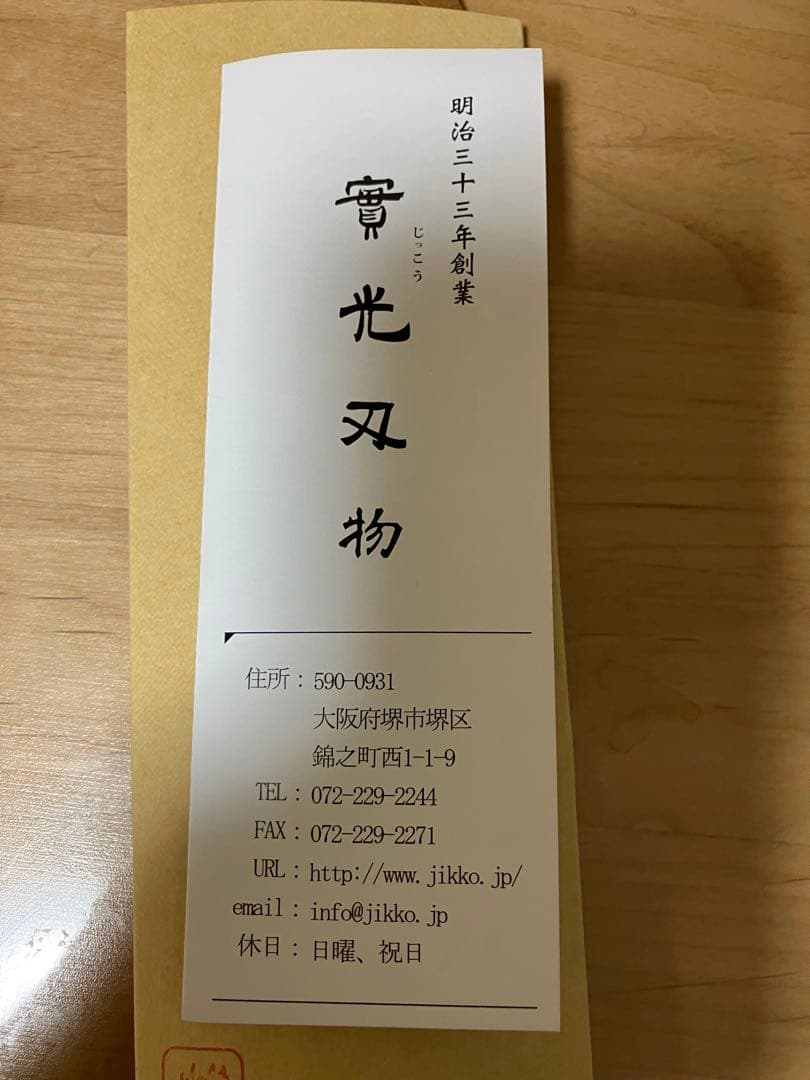 明治三十三年創業
實光刃物
じっこう
住所：590-0931
大阪府堺市堺区
錦之町西1-1-9
TEL：072-229-2244
FAX：072-229-2271
URL：http://www.jikko.jp/
email：info@jikko.jp
休日：日曜、祝日